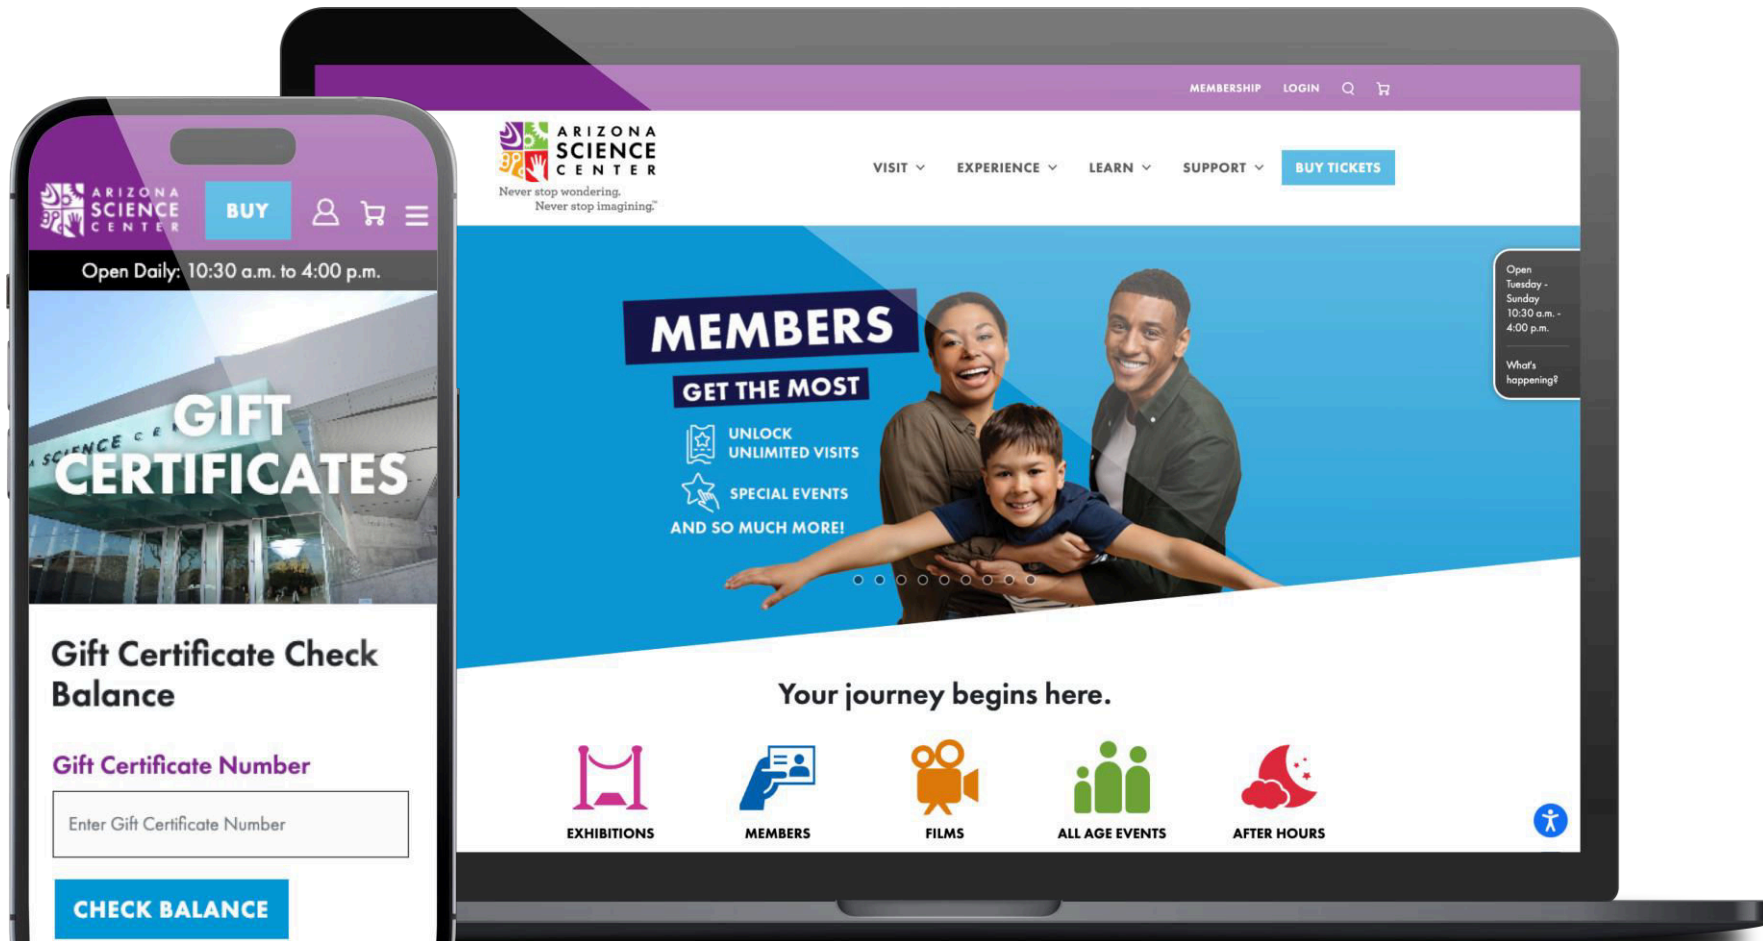 ARIZONA
SCIENCE
CENTER
BUY
Open Daily: 10:30 a.m. to 4:00 p.m.
SCIENCE
GIFT
CERTIFICATES
Gift Certificate Check
Balance
Gift Certificate Number
Enter Gift Certificate Number
CHECK BALANCE
MEMBERSHIP LOGIN
ARIZONA
SCIENCE
CENTER
Never stop wondering.
Never stop imagining.™
VISIT EXPERIENCE LEARN SUPPORT BUY TICKETS
MEMBERS
GET THE MOST
UNLOCK
UNLIMITED VISITS
SPECIAL EVENTS
AND SO MUCH MORE!
Open
Tuesday -
Sunday
10:30 a.m. -
4:00 p.m.
What's
happening?
Your journey begins here.
EXHIBITIONS MEMBERS FILMS ALL AGE EVENTS AFTER HOURS